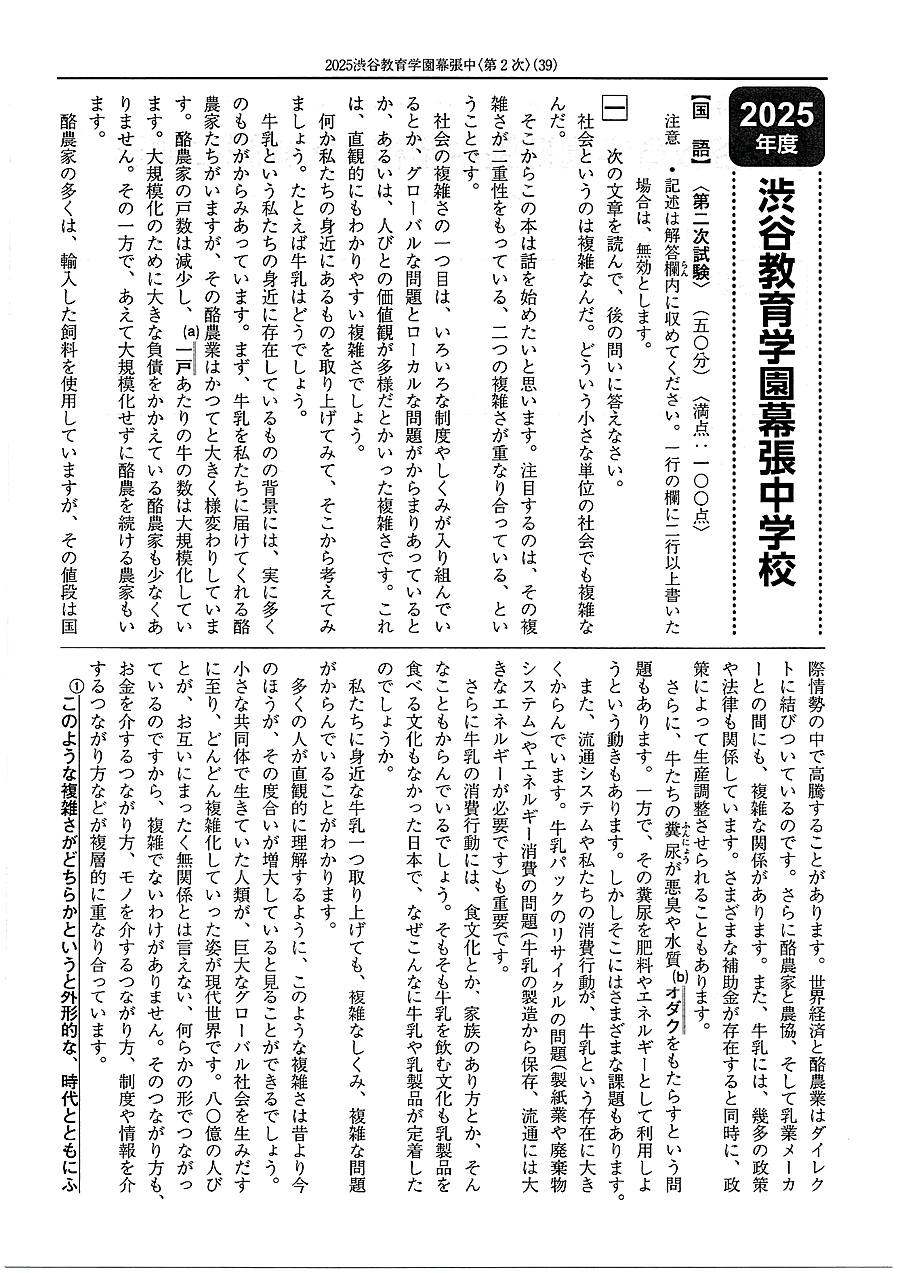 2025渋谷教育学園幕張中〈第2次〉(39)
2025年度
渋谷教育学園幕張中学校
【国語】〈第二次試験〉(五〇分)〈満点:一〇〇点〉
注意 ・記述は解答欄内に収めてください。一行の欄に二行以上書いた
場合は、無効とします。
一 次の文章を読んで、後の問いに答えなさい。
社会というのは複雑なんだ。どういう小さな単位の社会でも複雑な
んだ。
そこからこの本は話を始めたいと思います。注目するのは、その複
雑さが二重性をもっている、二つの複雑さが重なり合っている、とい
うことです。
社会の複雑さの一つ目は、いろいろな制度やしくみが入り組んでい
るとか、グローバルな問題とローカルな問題がからまりあっていると
か、あるいは、人びとの価値観が多様だとかいった複雑さです。これ
は、直観的にもわかりやすい複雑さでしょう。
何か私たちの身近にあるものを取り上げてみて、そこから考えてみ
ましょう。たとえば牛乳はどうでしょう。
牛乳という私たちの身近に存在しているものの背景には、実に多く
のものがからみあっています。まず、牛乳を私たちに届けてくれる酪
農家たちがいますが、その酪農業はかつてと大きく様変わりしていま
す。酪農家の戸数は減少し、(a)一戸あたりの牛の数は大規模化してい
ます。大規模化のために大きな負債をかかえている酪農家も少なくあ
りません。その一方で、あえて大規模化せずに酪農を続ける農家もい
ます。
酪農家の多くは、輸入した飼料を使用していますが、その値段は国
際情勢の中で高騰することがあります。世界経済と酪農業はダイレク
トに結びついているのです。さらに酪農家と農協、そして乳業メーカ
ーとの間にも、複雑な関係があります。また、牛乳には、幾多の政策
や法律も関係しています。さまざまな補助金が存在すると同時に、政
策によって生産調整させられることもあります。
さらに、牛たちの糞尿が悪臭や水質(b)オダクをもたらすという問
題もあります。一方で、その糞尿を肥料やエネルギーとして利用しよ
うという動きもあります。しかしそこにはさまざまな課題もあります。
また、流通システムや私たちの消費行動が、牛乳という存在に大き
くからんでいます。牛乳パックのリサイクルの問題(製紙業や廃棄物
システム)やエネルギー消費の問題(牛乳の製造から保存、流通には大
きなエネルギーが必要です)も重要です。
さらに牛乳の消費行動には、食文化とか、家族のあり方とか、そん
なこともからんでいるでしょう。そもそも牛乳を飲む文化も乳製品を
食べる文化もなかった日本で、なぜこんなに牛乳や乳製品が定着した
のでしょうか。
私たちに身近な牛乳一つ取り上げても、複雑なしくみ、複雑な問題
がからんでいることがわかります。
多くの人が直観的に理解するように、このような複雑さは昔より今
のほうが、その度合いが増大していると見ることができるでしょう。
小さな共同体で生きていた人類が、巨大なグローバル社会を生みだす
に至り、どんどん複雑化していった姿が現代世界です。八〇億の人び
とが、お互いにまったく無関係とは言えない、何らかの形でつながっ
ているのですから、複雑でないわけがありません。そのつながり方も、
お金を介するつながり方、モノを介するつながり方、制度や情報を介
するつながり方などが複層的に重なり合っています。
①このような複雑さがどちらかというと外形的な、時代とともにふ